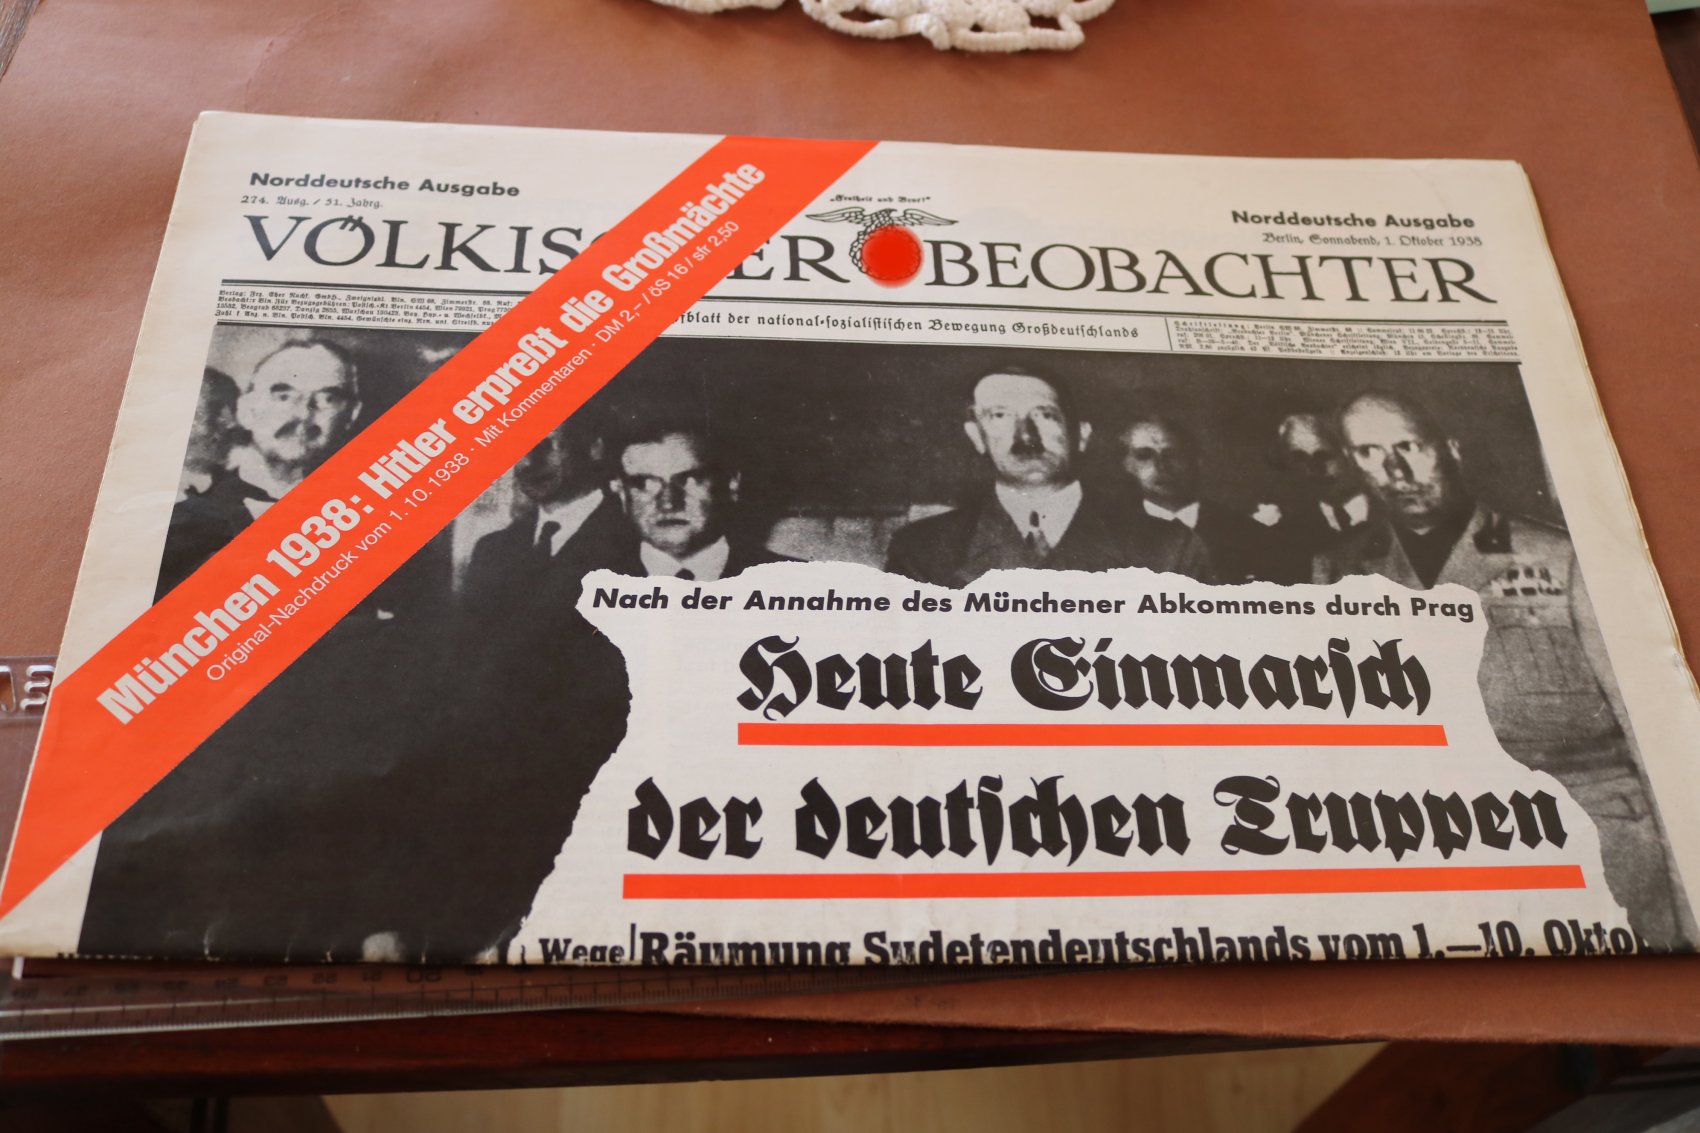 Norddeutsche Ausgabe
274. Ausg. / 51. Jahrg.
„Freiheit und Brot!"
Norddeutsche Ausgabe
Berlin, Sonnabend, 1. Oktober 1938
VÖLKIS ER BEOBACHTER
München 1938: Hitler erpreßt die Großmächte
Original-Nachdruck vom 1. 10. 1938 · Mit Kommentaren · DM 2,– / öS 16 / sfr 2,50
blatt der national-sozialistischen Bewegung Großdeutschlands
Nach der Annahme des Münchener Abkommens durch Prag
Heute Einmarsch
der deutschen Truppen
Wege
Räumung Sudetendeutschlands vom 1.—10. Okto